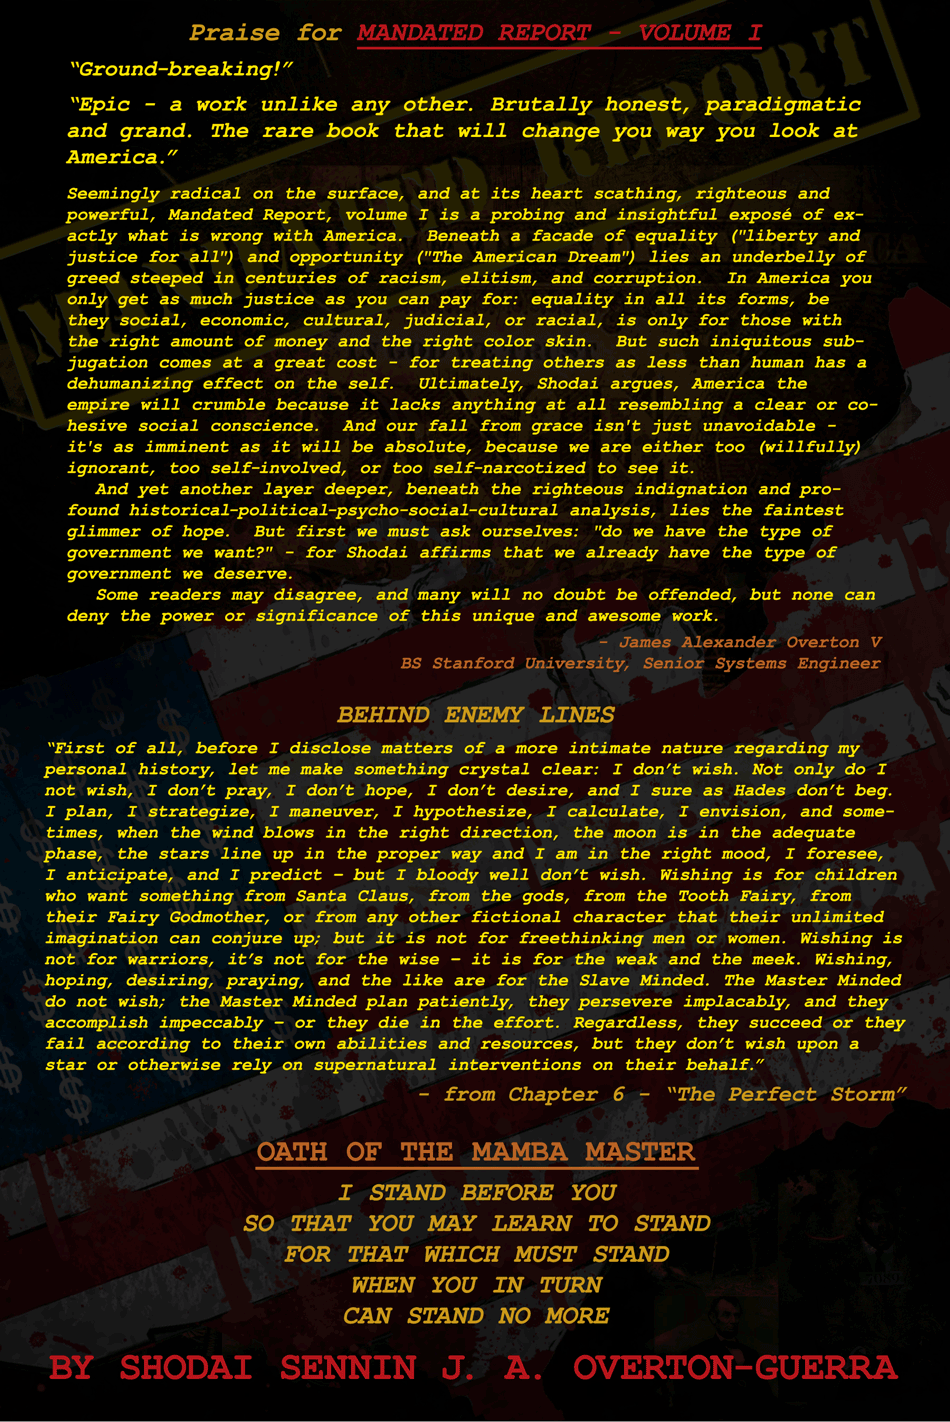 Praise for MANDATED REPORT - VOLUME I
“Ground-breaking!”
“Epic - a work unlike any other. Brutally honest, paradigmatic
and grand. The rare book that will change you way you look at
America.”
Seemingly radical on the surface, and at its heart scathing, righteous and
powerful, Mandated Report, volume I is a probing and insightful exposé of ex-
actly what is wrong with America.  Beneath a facade of equality ("liberty and
justice for all") and opportunity ("The American Dream") lies an underbelly of
greed steeped in centuries of racism, elitism, and corruption.  In America you
only get as much justice as you can pay for: equality in all its forms, be
they social, economic, cultural, judicial, or racial, is only for those with
the right amount of money and the right color skin.  But such iniquitous sub-
jugation comes at a great cost - for treating others as less than human has a
dehumanizing effect on the self.  Ultimately, Shodai argues, America the
empire will crumble because it lacks anything at all resembling a clear or co-
hesive social conscience.  And our fall from grace isn't just unavoidable -
it's as imminent as it will be absolute, because we are either too (willfully)
ignorant, too self-involved, or too self-narcotized to see it.
And yet another layer deeper, beneath the righteous indignation and pro-
found historical-political-psycho-social-cultural analysis, lies the faintest
glimmer of hope.  But first we must ask ourselves: "do we have the type of
government we want?" - for Shodai affirms that we already have the type of
government we deserve.
Some readers may disagree, and many will no doubt be offended, but none can
deny the power or significance of this unique and awesome work.
- James Alexander Overton V
BS Stanford University, Senior Systems Engineer
BEHIND ENEMY LINES
“First of all, before I disclose matters of a more intimate nature regarding my
personal history, let me make something crystal clear: I don’t wish. Not only do I
not wish, I don’t pray, I don’t hope, I don’t desire, and I sure as Hades don’t beg.
I plan, I strategize, I maneuver, I hypothesize, I calculate, I envision, and some-
times, when the wind blows in the right direction, the moon is in the adequate
phase, the stars line up in the proper way and I am in the right mood, I foresee,
I anticipate, and I predict – but I bloody well don’t wish. Wishing is for children
who want something from Santa Claus, from the gods, from the Tooth Fairy, from
their Fairy Godmother, or from any other fictional character that their unlimited
imagination can conjure up; but it is not for freethinking men or women. Wishing is
not for warriors, it’s not for the wise – it is for the weak and the meek. Wishing,
hoping, desiring, praying, and the like are for the Slave Minded. The Master Minded
do not wish; the Master Minded plan patiently, they persevere implacably, and they
accomplish impeccably – or they die in the effort. Regardless, they succeed or they
fail according to their own abilities and resources, but they don’t wish upon a
star or otherwise rely on supernatural interventions on their behalf.”
- from Chapter 6 - “The Perfect Storm”
OATH OF THE MAMBA MASTER
I STAND BEFORE YOU
SO THAT YOU MAY LEARN TO STAND
FOR THAT WHICH MUST STAND
WHEN YOU IN TURN
CAN STAND NO MORE
BY SHODAI SENNIN J. A. OVERTON-GUERRA
MANDATED REPORT